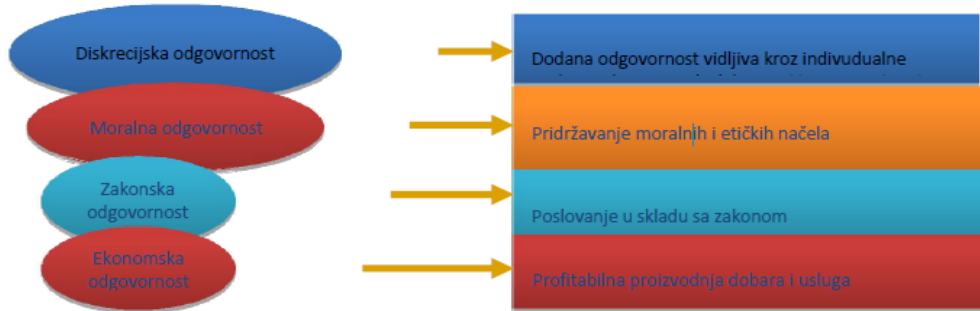 Diskrecijska odgovornost
Dodana odgovornost vidljiva kroz indivudualne
Moralna odgovornost
Pridržavanje moralnih i etičkih načela
Zakonska
odgovornost
Poslovanje u skladu sa zakonom
Ekonomska
odgovornost
Profitabilna proizvodnja dobara i usluga